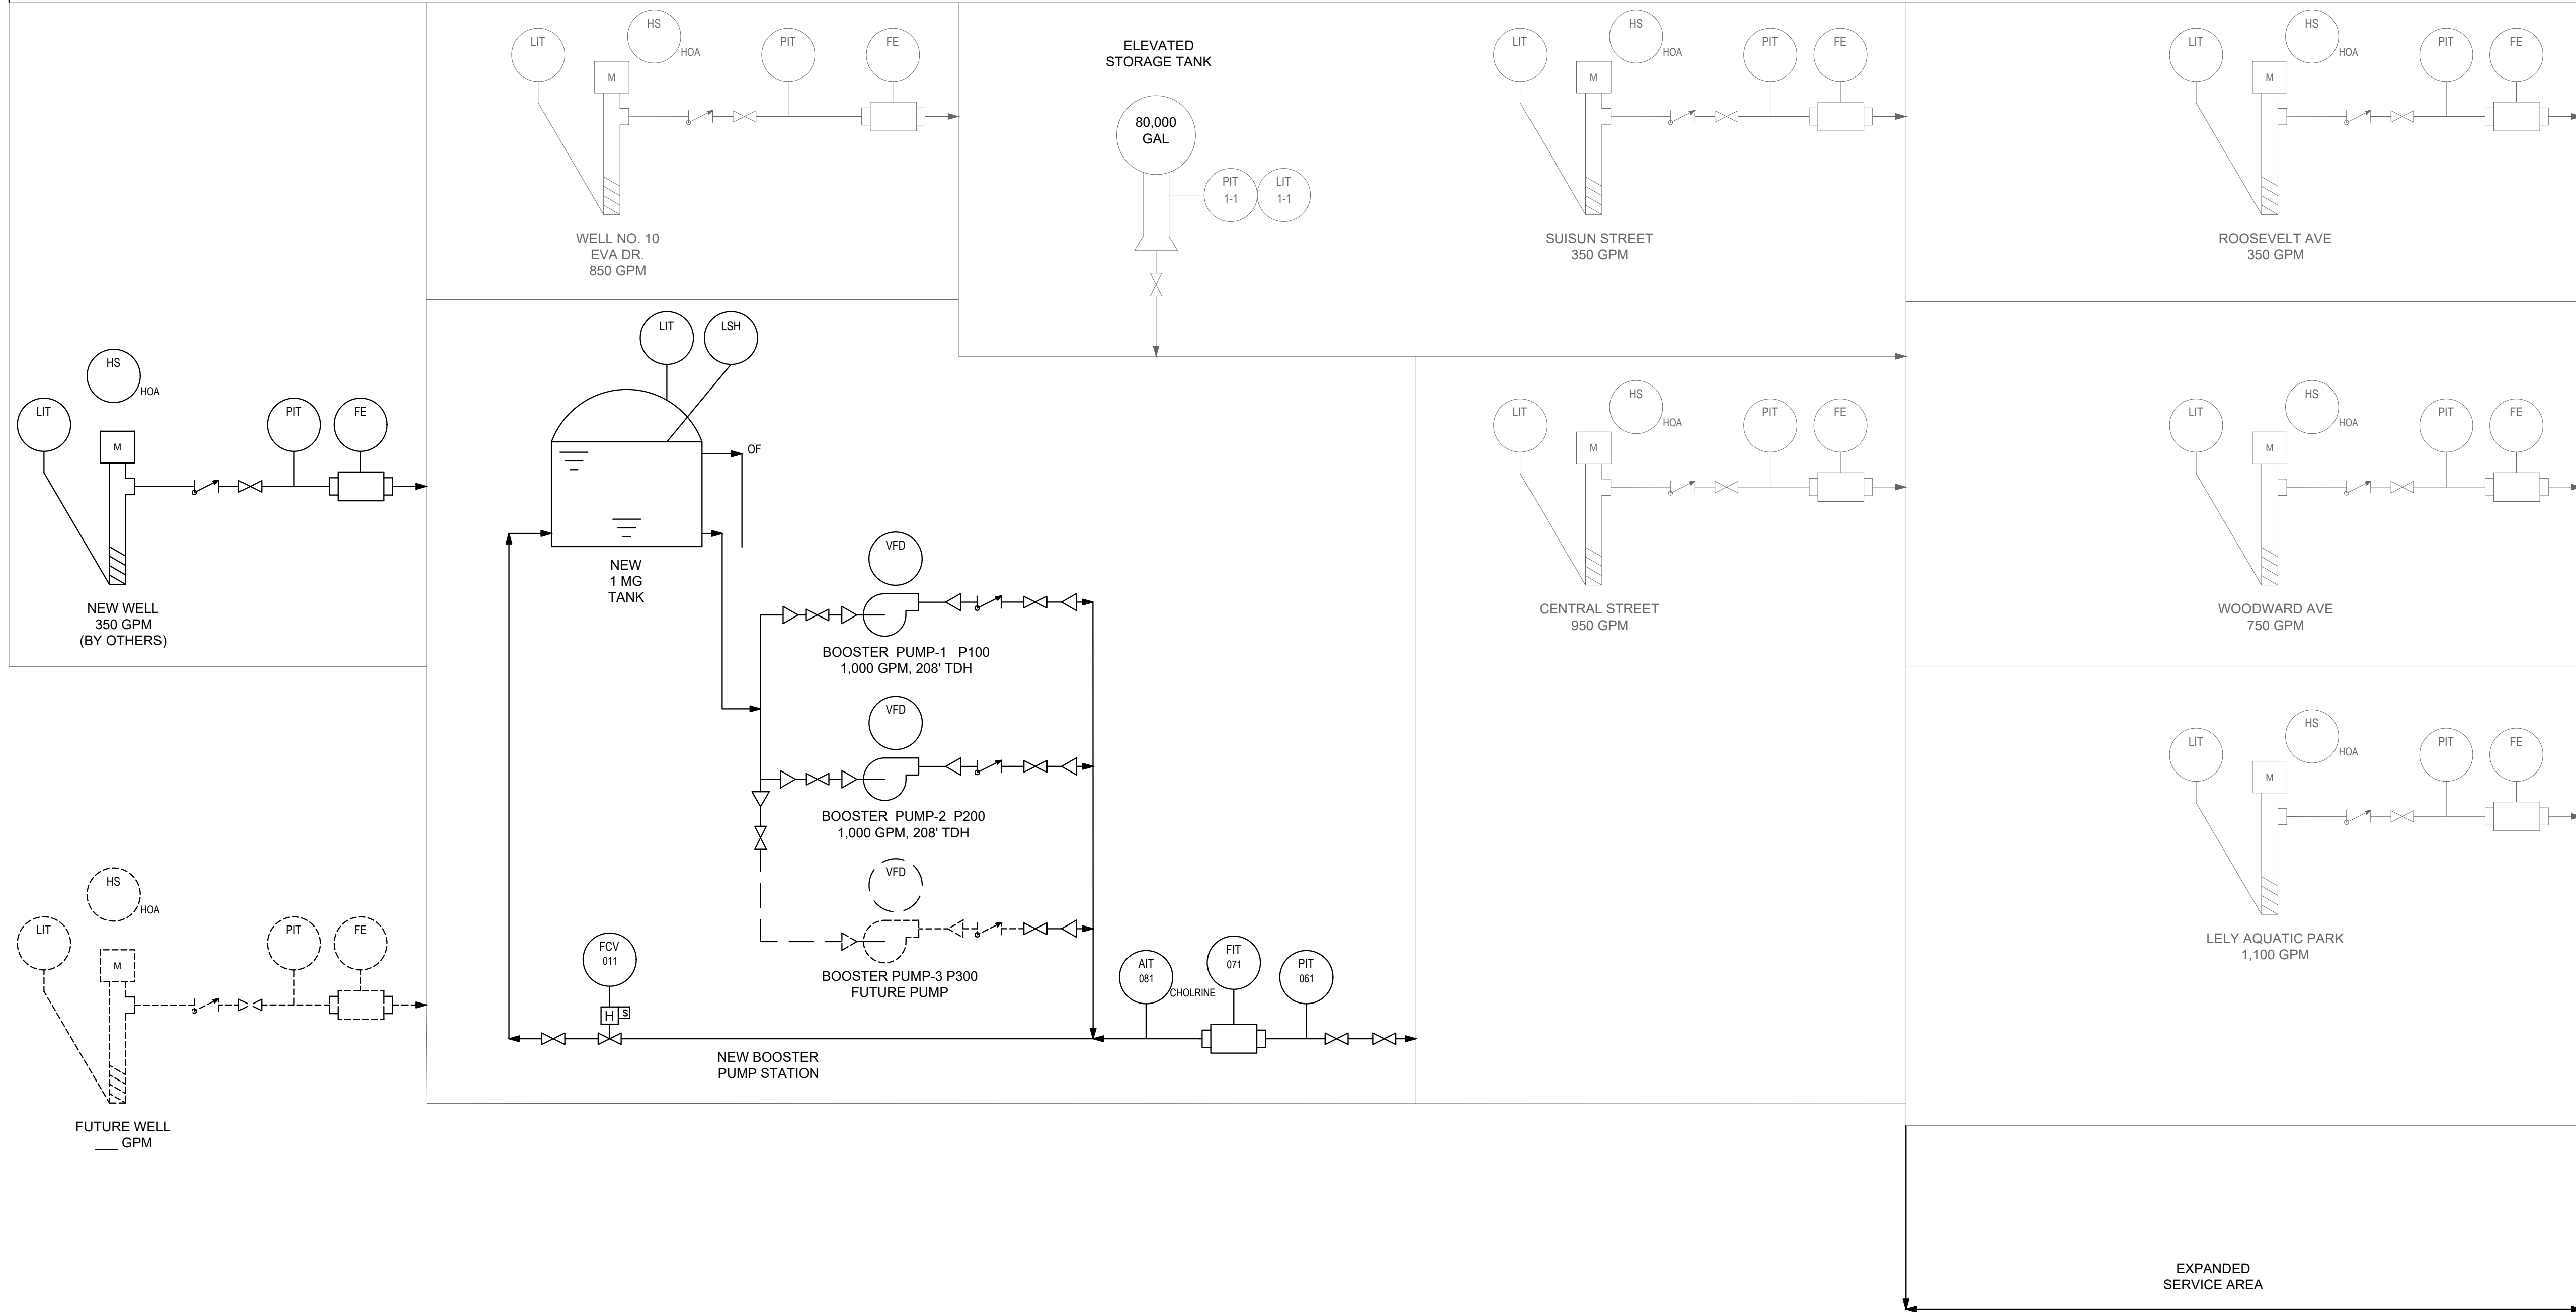 LIT
HS
HOA
M
PIT
FE
WELL NO. 10
EVA DR.
850 GPM
ELEVATED
STORAGE TANK
80,000
GAL
PIT
1-1
LIT
1-1
LIT
HS
HOA
M
PIT
FE
SUISUN STREET
350 GPM
LIT
HS
HOA
M
PIT
FE
ROOSEVELT AVE
350 GPM
HS
HOA
LIT
M
PIT
FE
NEW WELL
350 GPM
(BY OTHERS)
LIT
LSH
OF
NEW
1 MG
TANK
VFD
BOOSTER PUMP-1 P100
1,000 GPM, 208' TDH
VFD
BOOSTER PUMP-2 P200
1,000 GPM, 208' TDH
VFD
BOOSTER PUMP-3 P300
FUTURE PUMP
FCV
011
H
S
NEW BOOSTER
PUMP STATION
AIT
081
CHOLRINE
FIT
071
PIT
061
LIT
HS
HOA
M
PIT
FE
CENTRAL STREET
950 GPM
LIT
HS
HOA
M
PIT
FE
WOODWARD AVE
750 GPM
LIT
HS
HOA
M
PIT
FE
LELY AQUATIC PARK
1,100 GPM
HS
HOA
LIT
M
PIT
FE
FUTURE WELL
___ GPM
EXPANDED
SERVICE AREA